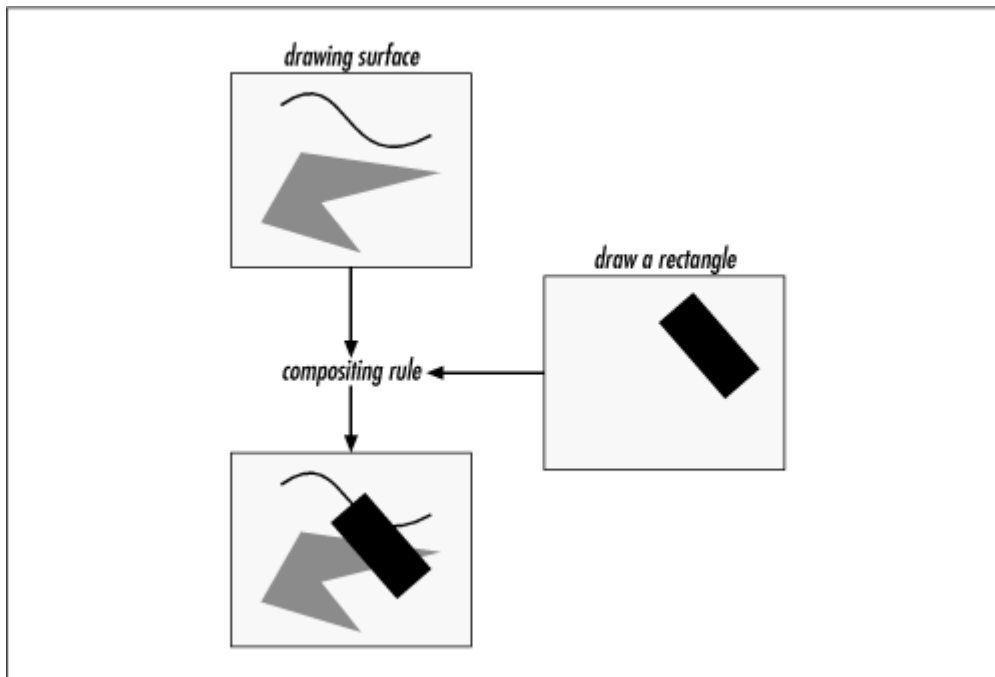 drawing surface
draw a rectangle
compositing rule